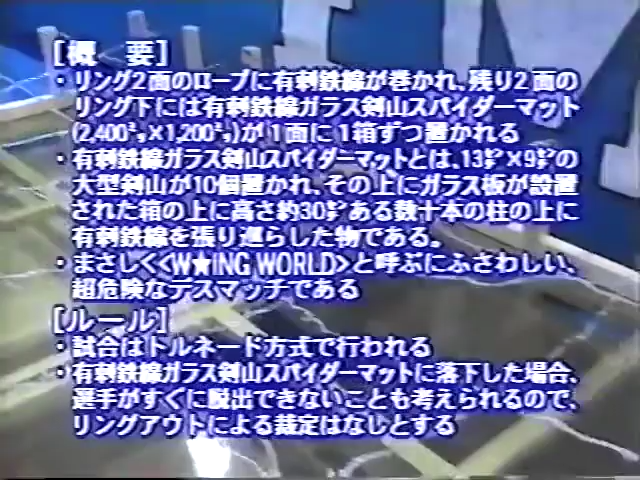 [概 要]
・リング2面のロープに有刺鉄線が巻かれ、残り2面の
リング下には有刺鉄線ガラス剣山スパイダーマット
(2,400㍉×1,200㍉)が1面に1箱ずつ置かれる
・有刺鉄線ガラス剣山スパイダーマットとは、13㌢×9㌢の
大型剣山が10個置かれ、その上にガラス板が設置
された箱の上に高さ約30㌢ある数十本の柱の上に
有刺鉄線を張り巡らした物である。
・まさしく<W★ING WORLD>と呼ぶにふさわしい、
超危険なデスマッチである
[ルール]
・試合はトルネード方式で行われる
・有刺鉄線ガラス剣山スパイダーマットに落下した場合、
選手がすぐに脱出できないことも考えられるので、
リングアウトによる裁定はなしとする